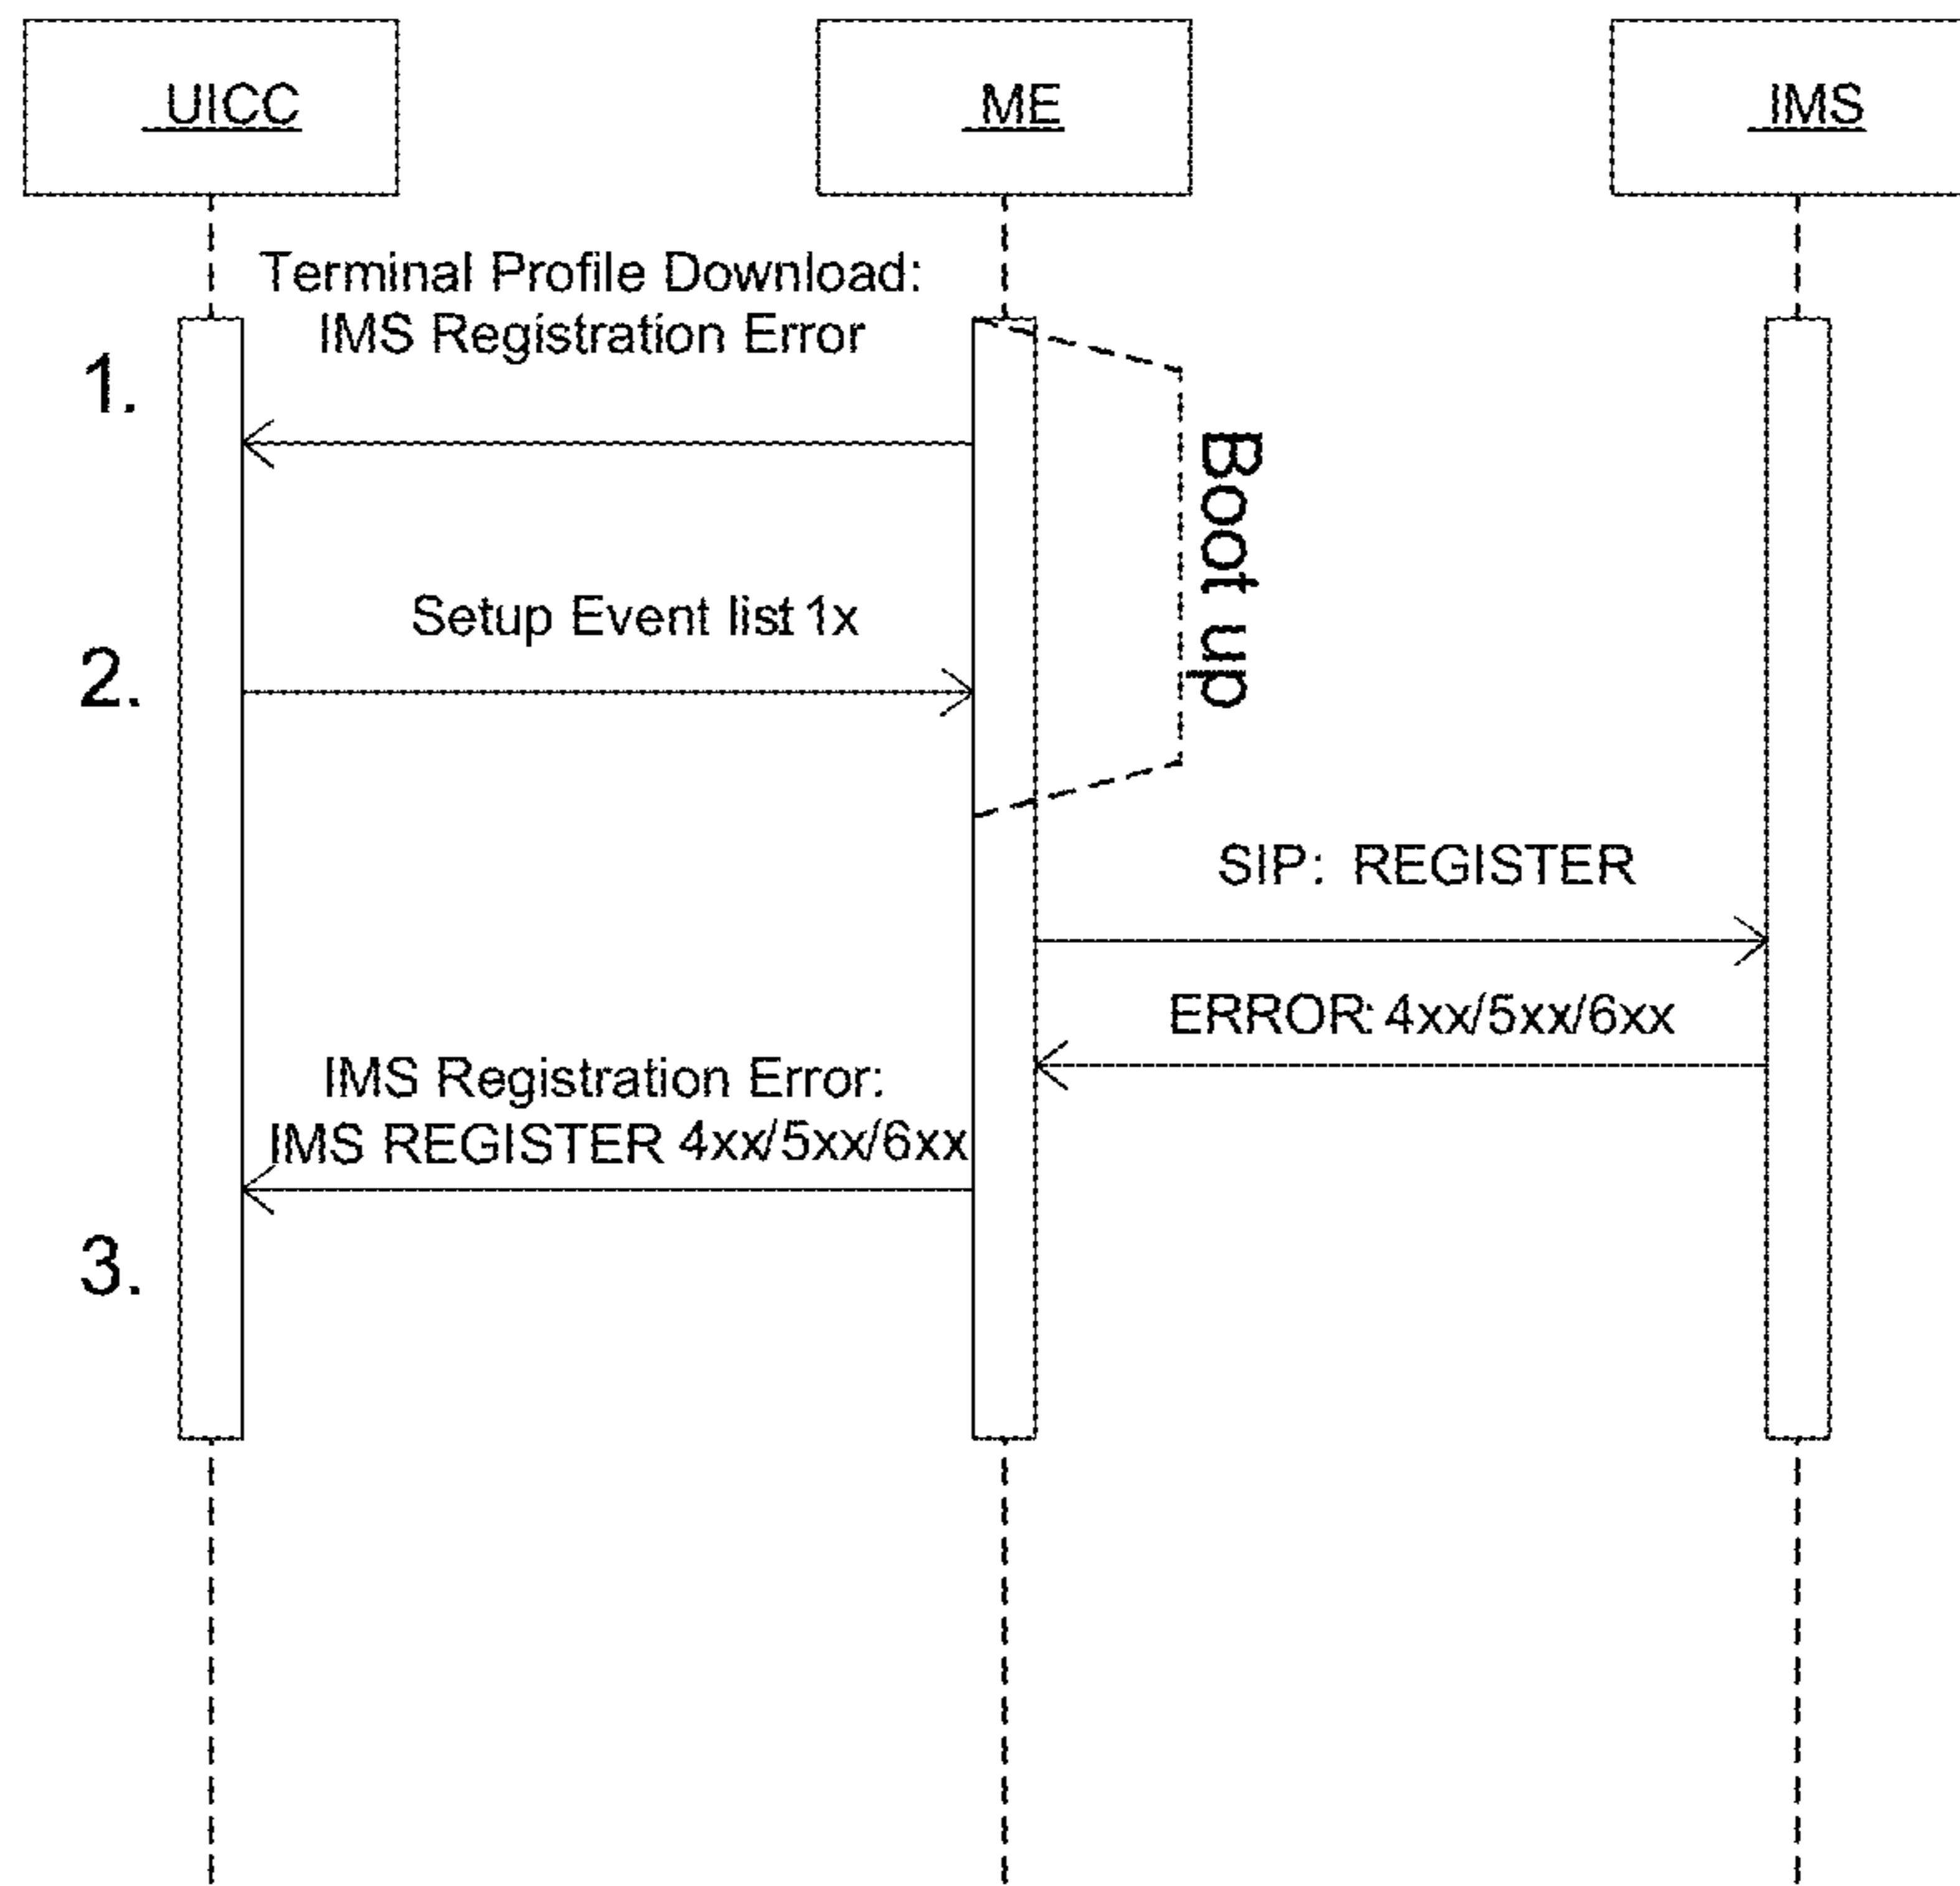 UICC
ME
IMS
Terminal Profile Download:
IMS Registration Error
1.
Boot up
Setup Event list 1x
2.
SIP: REGISTER
ERROR: 4xx/5xx/6xx
IMS Registration Error:
IMS REGISTER 4xx/5xx/6xx
3.